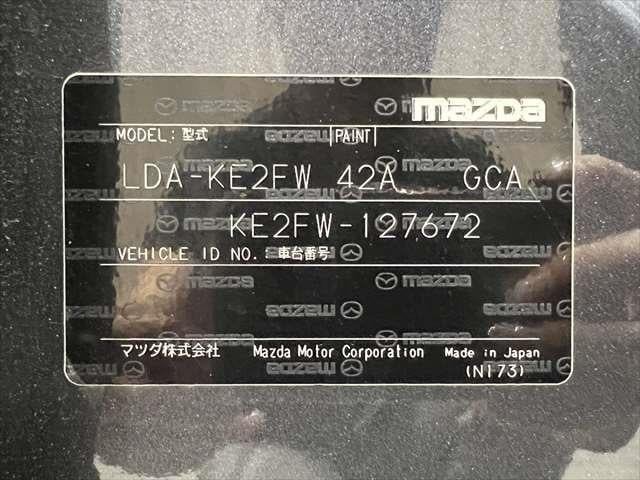 mazda
MODEL: 型式 PAINT
LDA-KE2FW 42A GCA
KE2FW-127672
VEHICLE ID NO.: 車台番号
マツダ株式会社 Mazda Motor Corporation Made in Japan
(N173)